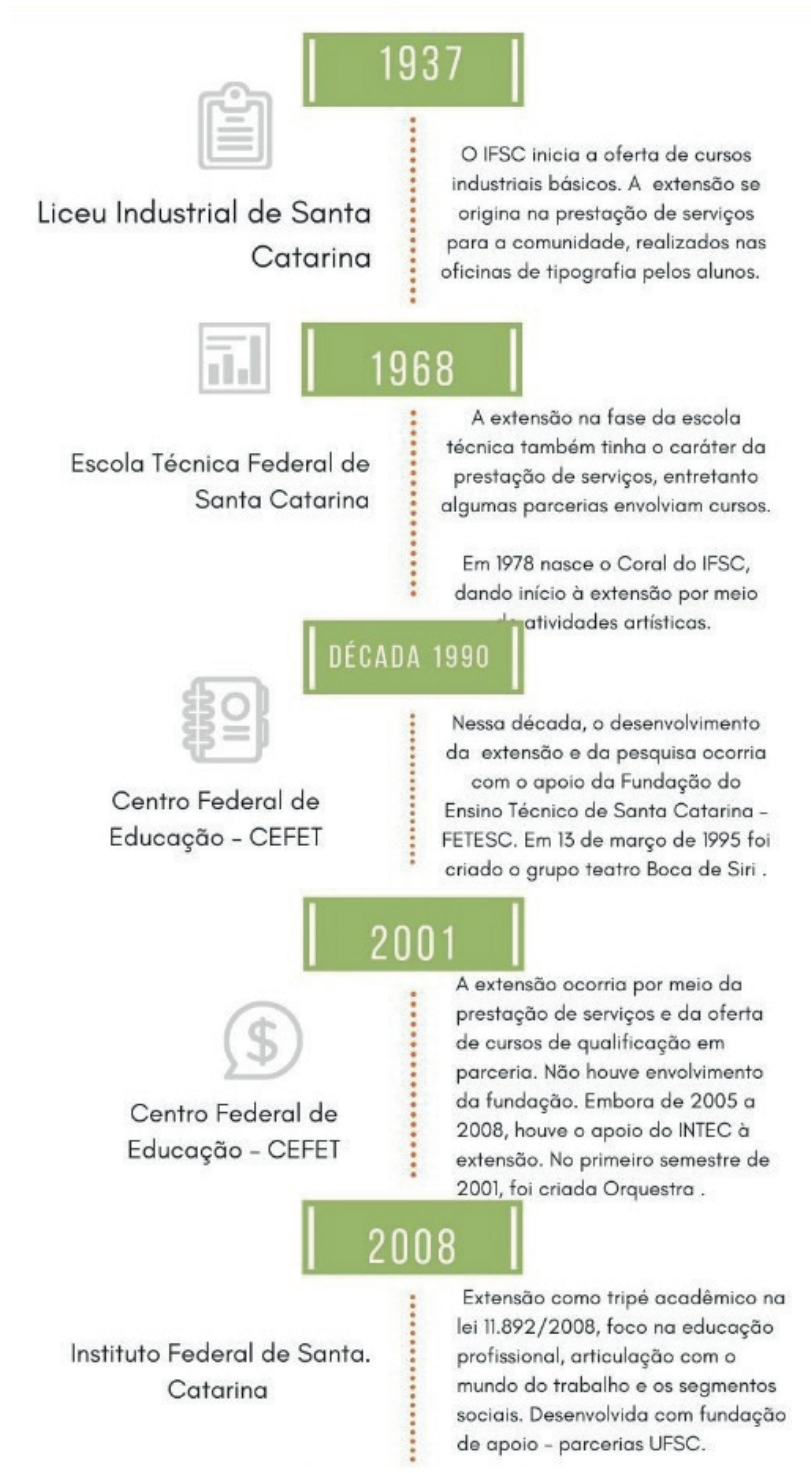 1937
Liceu Industrial de Santa
Catarina
O IFSC inicia a oferta de cursos
industriais básicos. A extensão se
origina na prestação de serviços
para a comunidade, realizados nas
oficinas de tipografia pelos alunos.
1968
Escola Técnica Federal de
Santa Catarina
A extensão na fase da escola
técnica também tinha o caráter da
prestação de serviços, entretanto
algumas parcerias envolviam cursos.
Em 1978 nasce o Coral do IFSC,
dando início à extensão por meio
atividades artísticas.
DÉCADA 1990
Centro Federal de
Educação - CEFET
Nessa década, o desenvolvimento
da extensão e da pesquisa ocorria
com o apoio da Fundação do
Ensino Técnico de Santa Catarina -
FETESC. Em 13 de março de 1995 foi
criado o grupo teatro Boca de Siri .
2001
Centro Federal de
Educação - CEFET
A extensão ocorria por meio da
prestação de serviços e da oferta
de cursos de qualificação em
parceria. Não houve envolvimento
da fundação. Embora de 2005 a
2008, houve o apoio do INTEC à
extensão. No primeiro semestre de
2001, foi criada Orquestra .
2008
Instituto Federal de Santa.
Catarina
Extensão como tripé acadêmico na
lei 11.892/2008, foco na educação
profissional, articulação com o
mundo do trabalho e os segmentos
sociais. Desenvolvida com fundação
de apoio - parcerias UFSC.